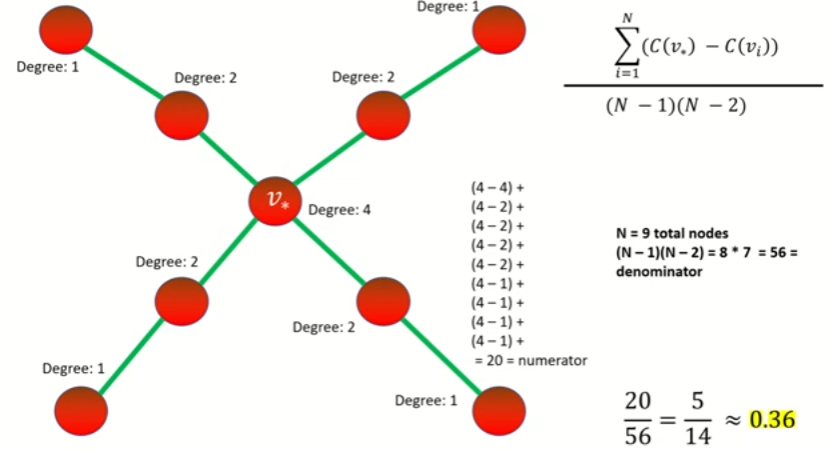 Degree: 1
Degree: 1
Degree: 2
Degree: 2
v*
Degree: 4
Degree: 2
Degree: 2
Degree: 1
Degree: 1
N
∑(C(v*) − C(vi))
i=1
(N − 1)(N − 2)
(4 – 4) +
(4 – 2) +
(4 – 2) +
(4 – 2) +
(4 – 2) +
(4 – 1) +
(4 – 1) +
(4 – 1) +
(4 – 1) +
= 20 = numerator
N = 9 total nodes
(N – 1)(N – 2) = 8 * 7 = 56 =
denominator
20/56 = 5/14 ≈ 0.36